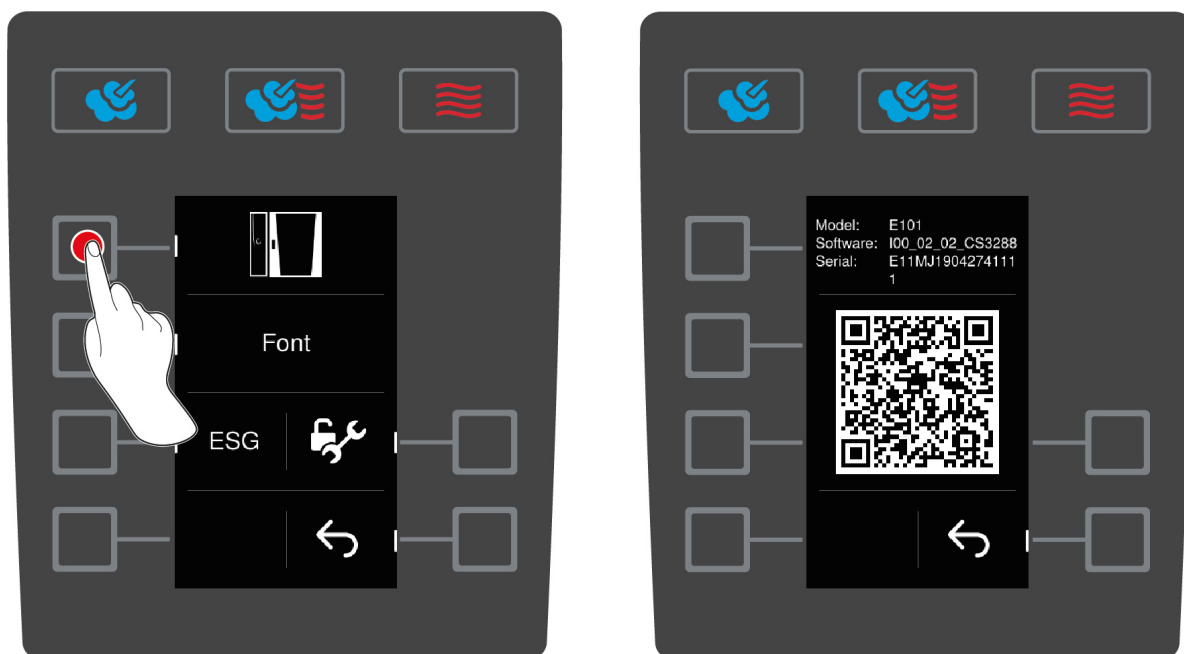 Font
ESG
Model: E101
Software: I00_02_02_CS3288
Serial: E11MJ1904274111
1